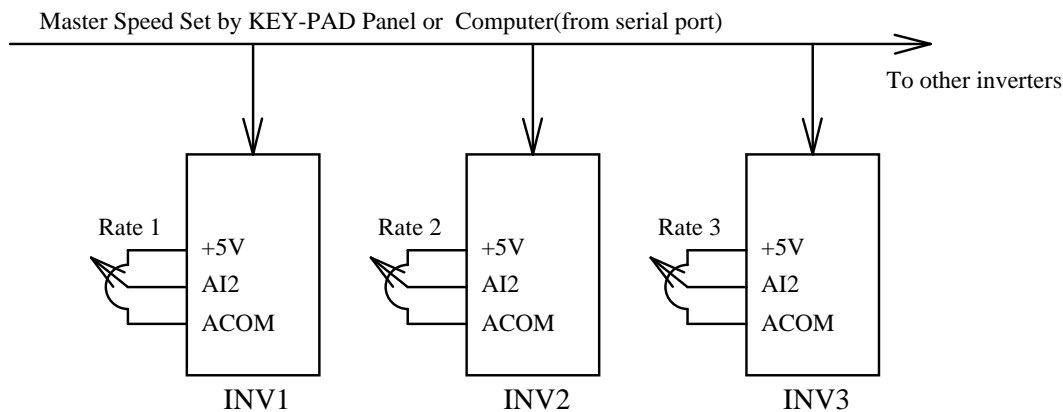 Master Speed Set by KEY-PAD Panel or  Computer(from serial port)
To other inverters
Rate 1
+5V
AI2
ACOM
INV1
Rate 2
+5V
AI2
ACOM
INV2
Rate 3
+5V
AI2
ACOM
INV3